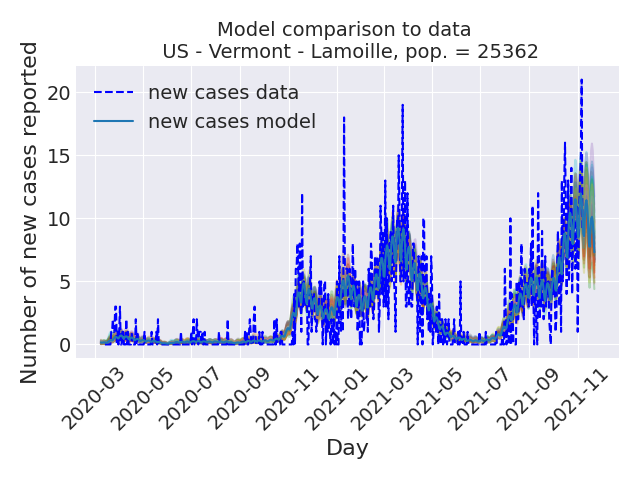 Model comparison to data
US - Vermont - Lamoille, pop. = 25362
Number of new cases reported
20
15
10
5
0
new cases data
new cases model
2020-03
2020-05
2020-07
2020-09
2020-11
2021-01
2021-03
2021-05
2021-07
2021-09
2021-11
Day